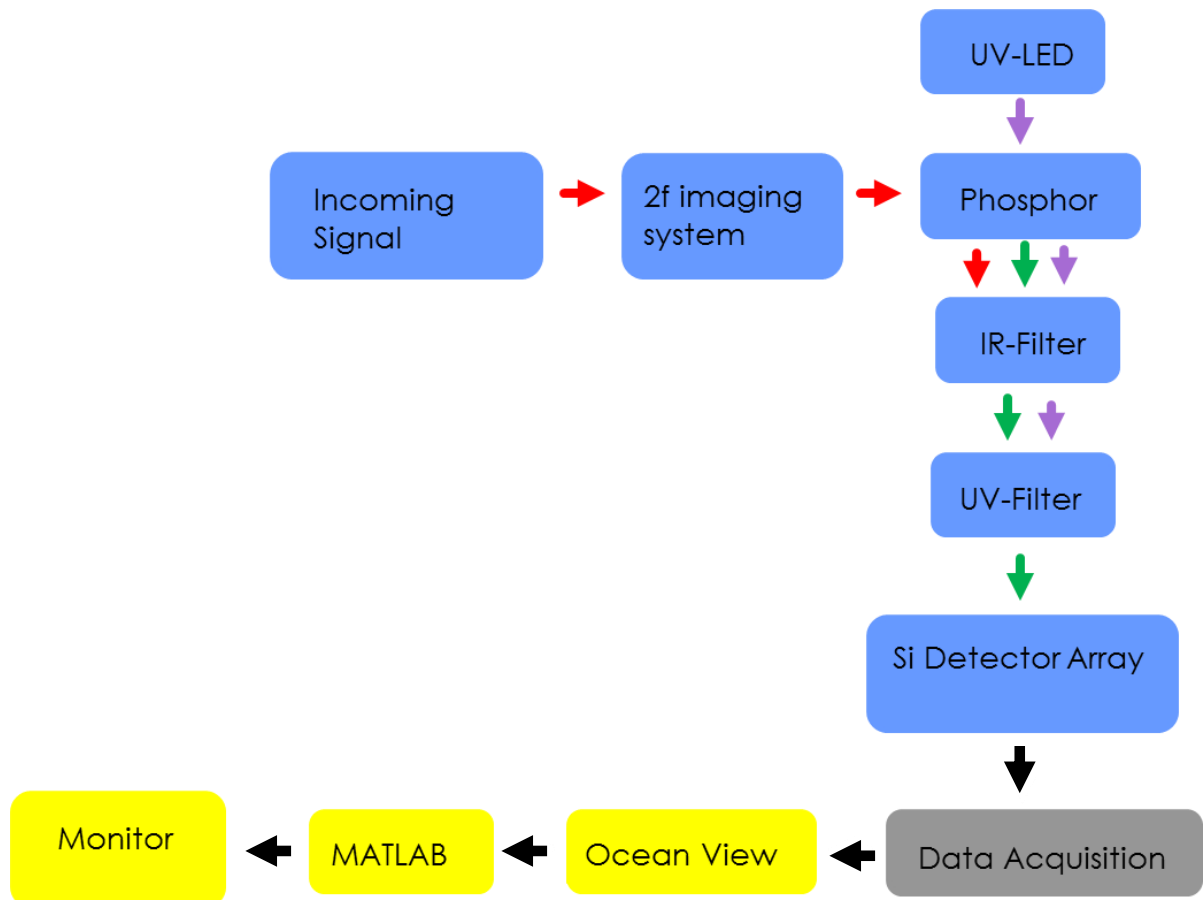 UV-LED
Incoming
Signal
2f imaging
system
Phosphor
IR-Filter
UV-Filter
Si Detector Array
Monitor
MATLAB
Ocean View
Data Acquisition